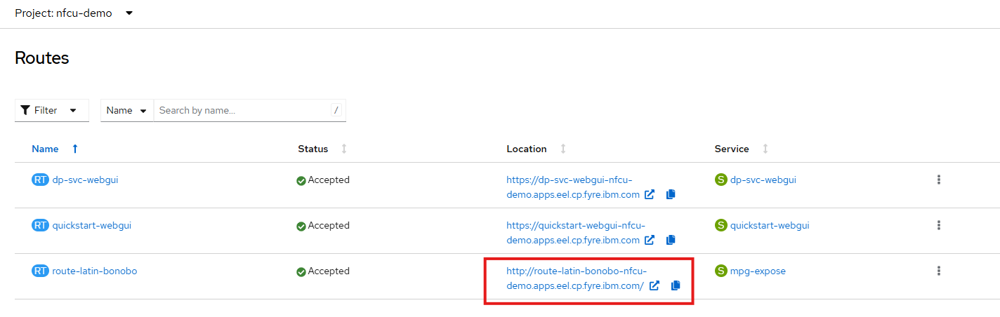 Project: nfcu-demo
Routes
Filter Name Search by name... /
Name Status Location Service
RT dp-svc-webgui Accepted https://dp-svc-webgui-nfcu- S dp-svc-webgui
demo.apps.eel.cp.fyre.ibm.com
RT quickstart-webgui Accepted https://quickstart-webgui-nfcu- S quickstart-webgui
demo.apps.eel.cp.fyre.ibm.com
RT route-latin-bonobo Accepted http://route-latin-bonobo-nfcu- S mpg-expose
demo.apps.eel.cp.fyre.ibm.com/